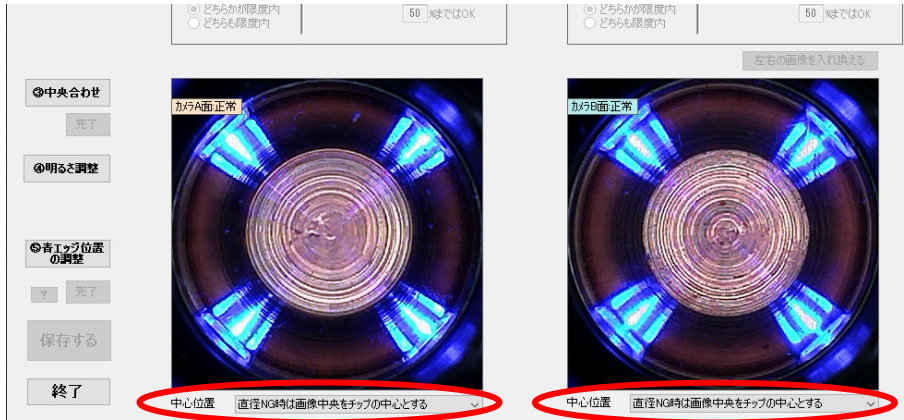 どちらかが限度内
どちらも限度内
50 %まではOK
どちらかが限度内
どちらも限度内
50 %まではOK
左右の画像を入れ換える
③中央合わせ
完了
④明るさ調整
⑤青エッジ位置
の調整
? 完了
保存する
終了
カメラA面:正常
カメラB面:正常
中心位置 直径NG時は画像中央をチップの中心とする
中心位置 直径NG時は画像中央をチップの中心とする